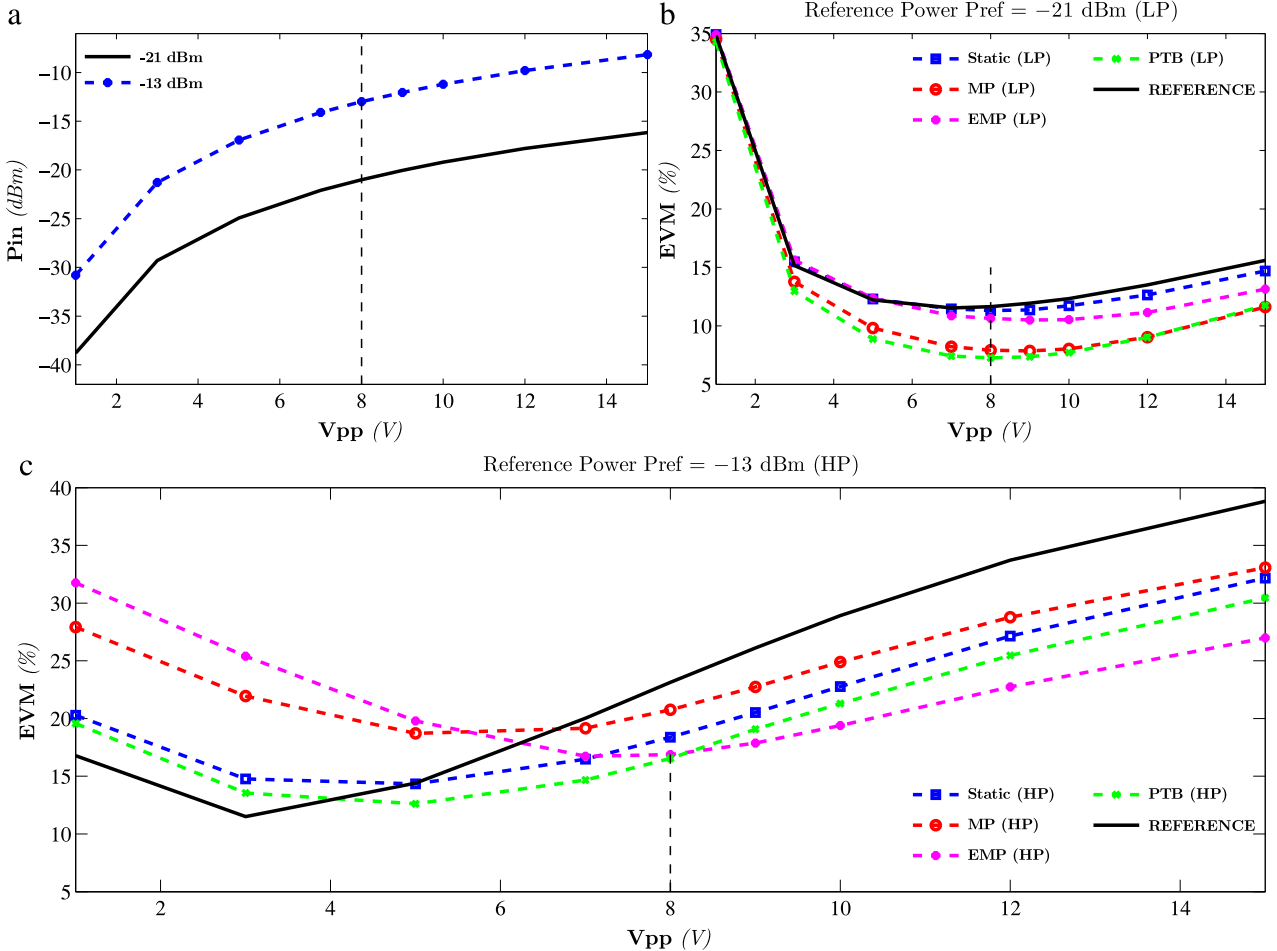 a
-21 dBm
-13 dBm
−10
−15
−20
−25
−30
−35
−40
Pin (dBm)
2 4 6 8 10 12 14
Vpp (V)
b
Reference Power Pref = −21 dBm (LP)
Static (LP)
MP (LP)
EMP (LP)
PTB (LP)
REFERENCE
35
30
25
20
15
10
5
EVM (%)
2 4 6 8 10 12 14
Vpp (V)
c
Reference Power Pref = −13 dBm (HP)
40
35
30
25
20
15
10
5
EVM (%)
Static (HP)
MP (HP)
EMP (HP)
PTB (HP)
REFERENCE
2 4 6 8 10 12 14
Vpp (V)